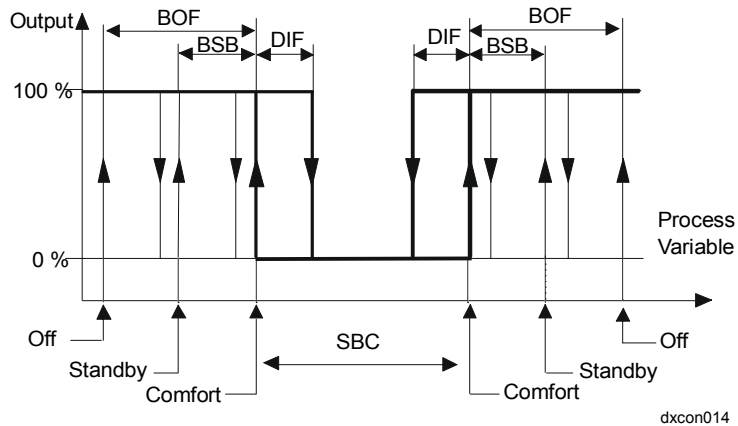 Output
BOF
BOF
BSB
DIF
DIF
BSB
100 %
Process
Variable
0 %
Off
SBC
Off
Standby
Standby
Comfort
Comfort
dxcon014